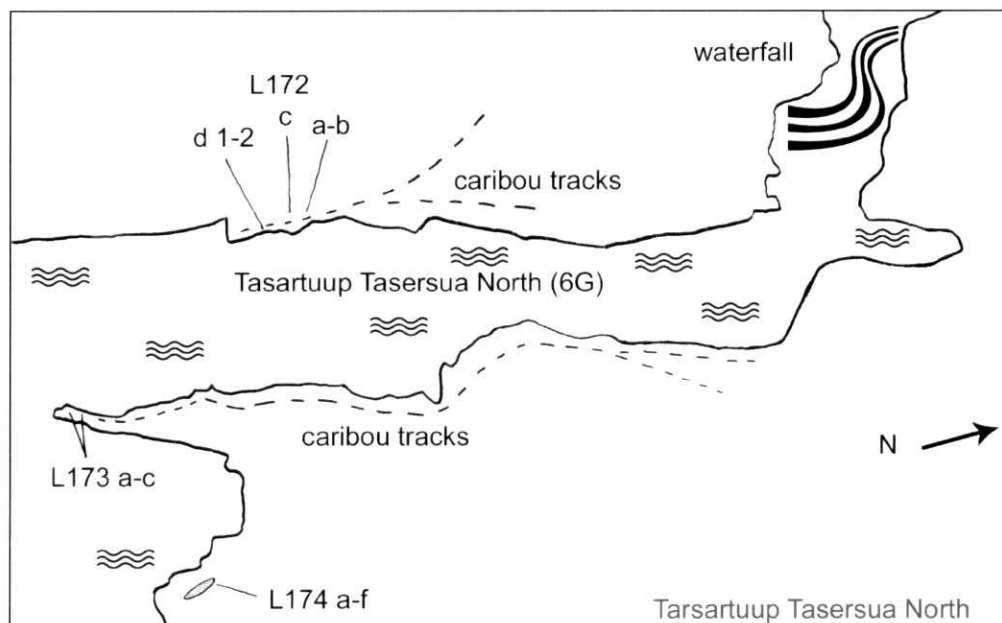 waterfall
L172
c
a-b
d 1-2
caribou tracks
Tasartuup Tasersua North (6G)
caribou tracks
N
L173 a-c
L174 a-f
Tarsartuup Tasersua North